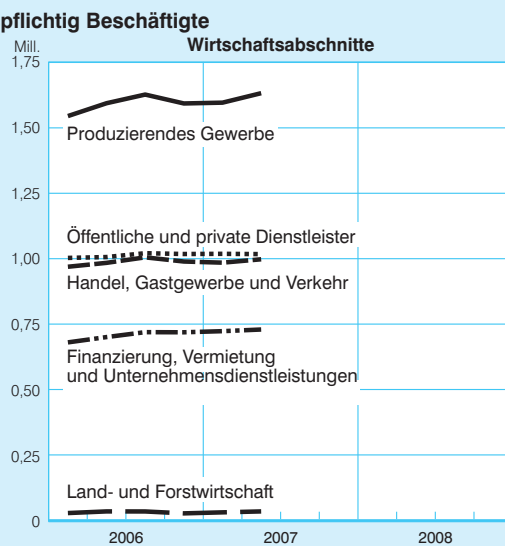 pflichtig Beschäftigte
Mill.
Wirtschaftsabschnitte
1,75
1,50
Produzierendes Gewerbe
1,25
Öffentliche und private Dienstleister
1,00
Handel, Gastgewerbe und Verkehr
0,75
Finanzierung, Vermietung
und Unternehmensdienstleistungen
0,50
0,25
Land- und Forstwirtschaft
0
2006 2007 2008